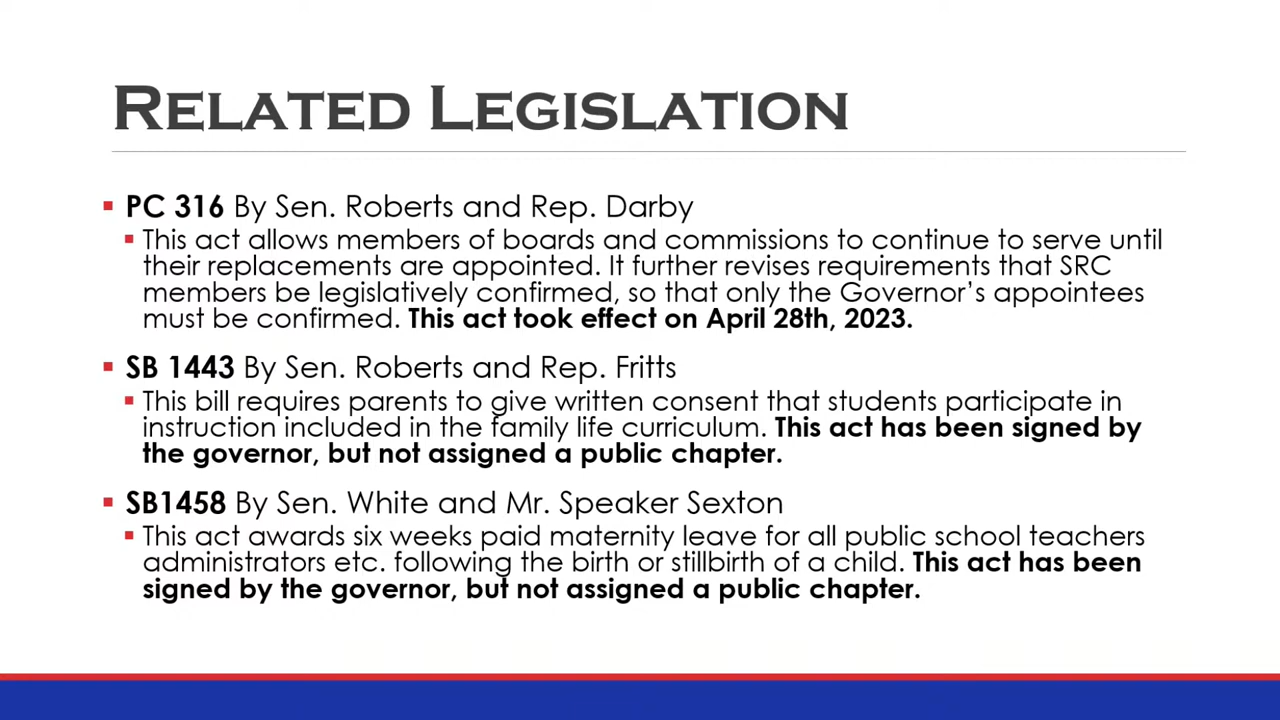 RELATED LEGISLATION
PC 316 By Sen. Roberts and Rep. Darby
This act allows members of boards and commissions to continue to serve until
their replacements are appointed. It further revises requirements that SRC
members be legislatively confirmed, so that only the Governor's appointees
must be confirmed. This act took effect on April 28th, 2023.
SB 1443 By Sen. Roberts and Rep. Fritts
This bill requires parents to give written consent that students participate in
instruction included in the family life curriculum. This act has been signed by
the governor, but not assigned a public chapter.
SB1458 By Sen. White and Mr. Speaker Sexton
This act awards six weeks paid maternity leave for all public school teachers
administrators etc. following the birth or stillbirth of a child. This act has been
signed by the governor, but not assigned a public chapter.